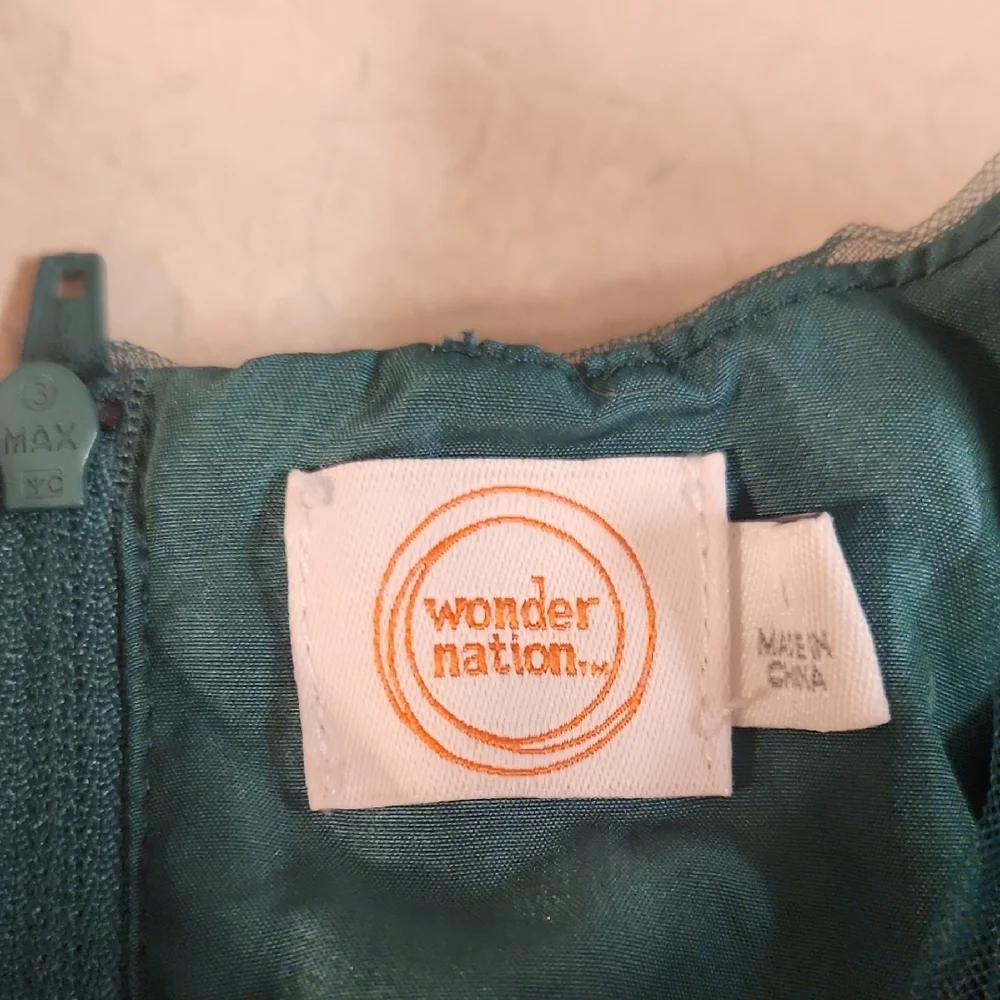 3
MAX
YC
wonder
nation™
MADE IN
CHINA